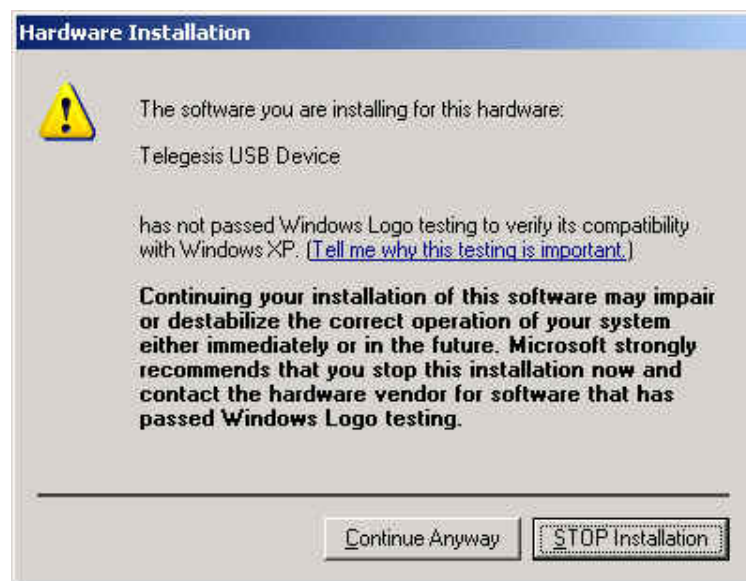 Hardware Installation
The software you are installing for this hardware:
Telegesis USB Device
has not passed Windows Logo testing to verify its compatibility
with Windows XP. (Tell me why this testing is important.)
Continuing your installation of this software may impair
or destabilize the correct operation of your system
either immediately or in the future. Microsoft strongly
recommends that you stop this installation now and
contact the hardware vendor for software that has
passed Windows Logo testing.
Continue Anyway
STOP Installation